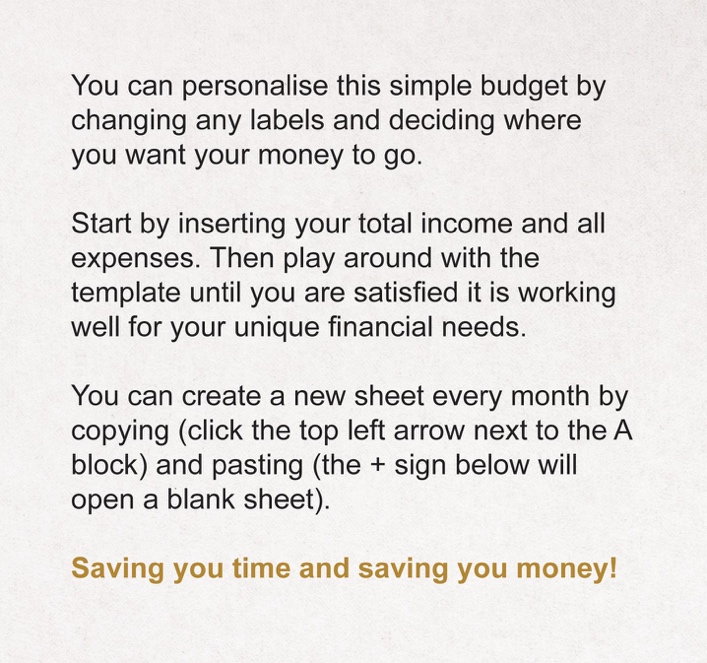 You can personalise this simple budget by
changing any labels and deciding where
you want your money to go.
Start by inserting your total income and all
expenses. Then play around with the
template until you are satisfied it is working
well for your unique financial needs.
You can create a new sheet every month by
copying (click the top left arrow next to the A
block) and pasting (the + sign below will
open a blank sheet).
Saving you time and saving you money!